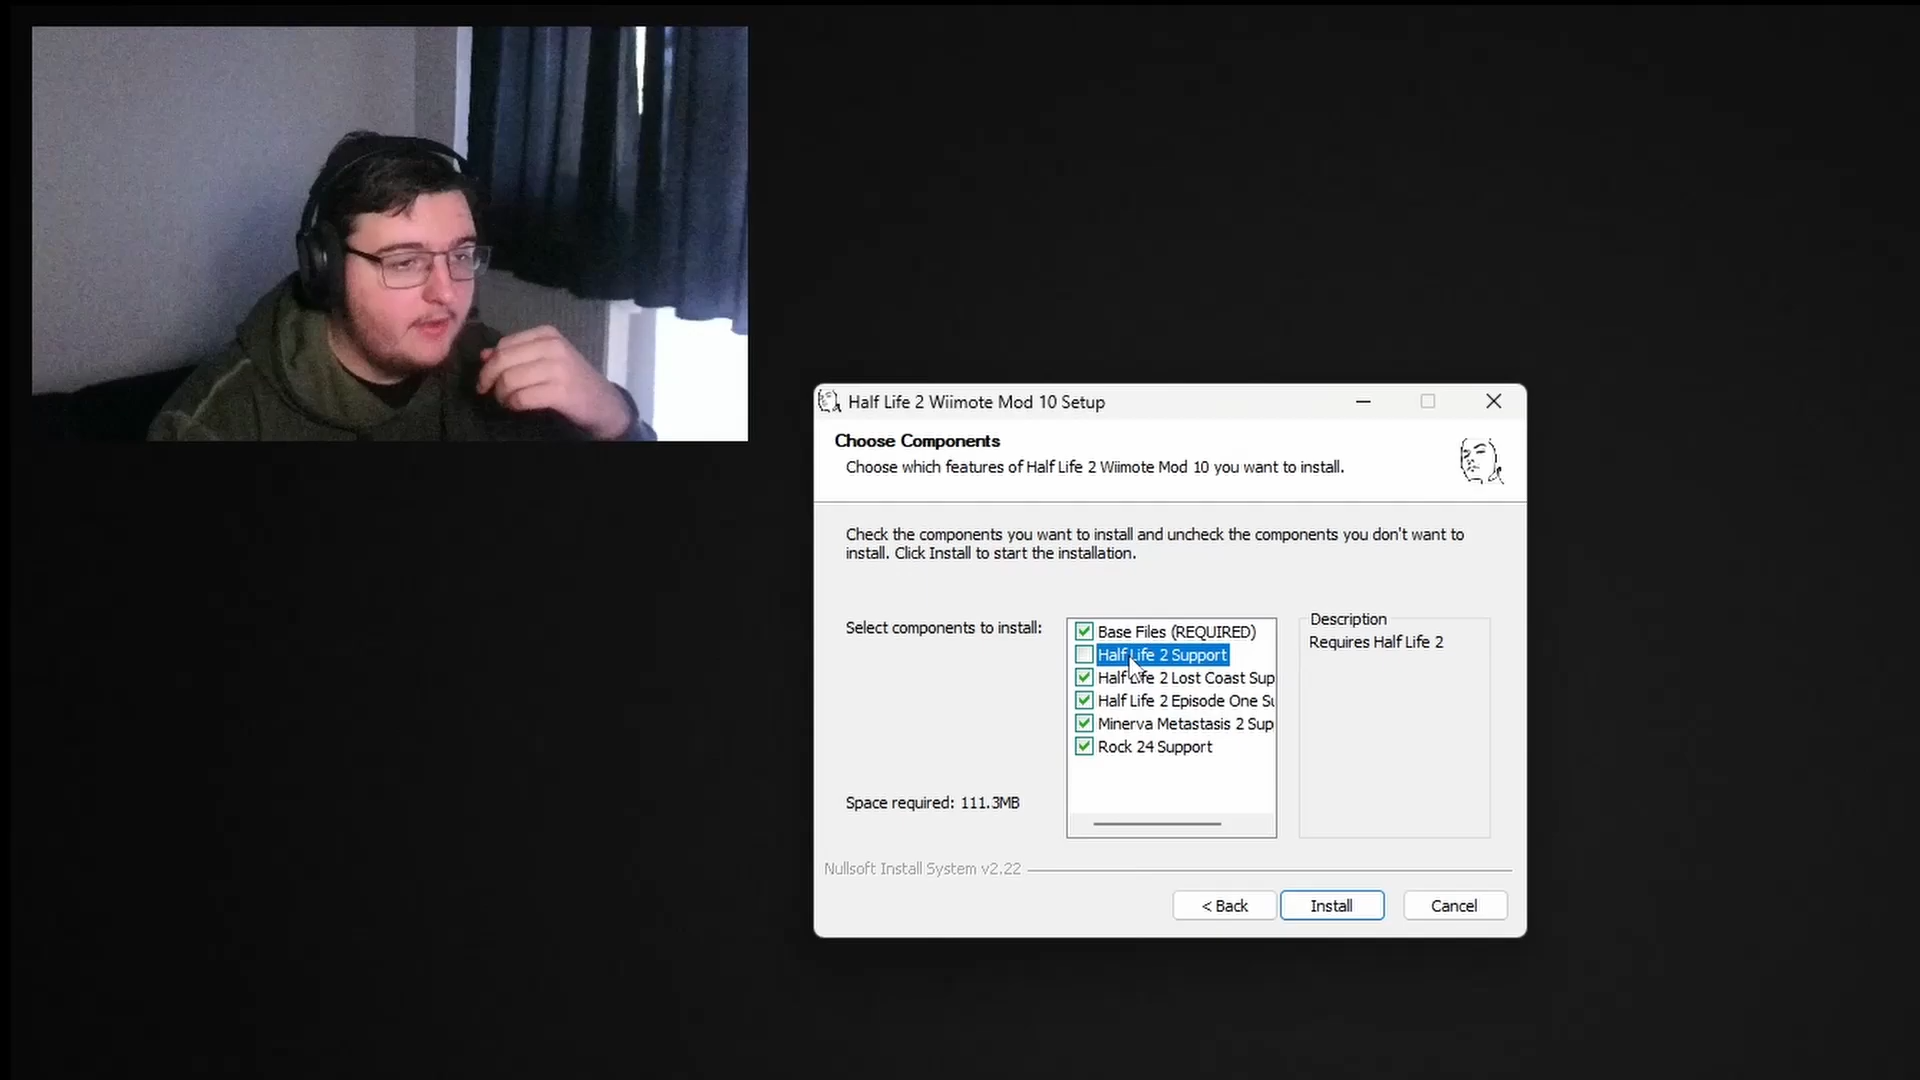 Half Life 2 Wiimote Mod 10 Setup
Choose Components
Choose which features of Half Life 2 Wiimote Mod 10 you want to install.
Check the components you want to install and uncheck the components you don't want to
install. Click Install to start the installation.
Select components to install:
Base Files (REQUIRED)
Half Life 2 Support
Half Life 2 Lost Coast Sup
Half Life 2 Episode One Su
Minerva Metastasis 2 Sup
Rock 24 Support
Description
Requires Half Life 2
Space required: 111.3MB
Nullsoft Install System v2.22
< Back
Install
Cancel